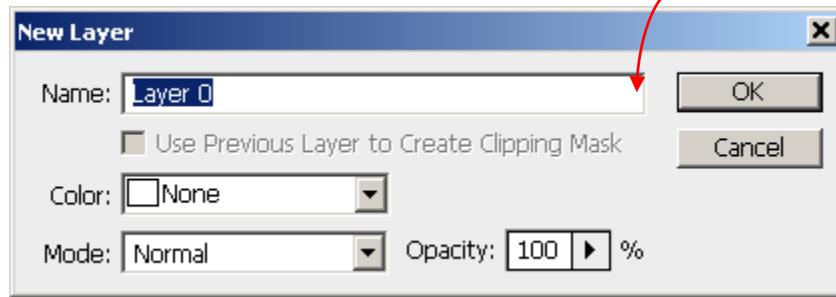 New Layer
Name: Layer 0 OK
Use Previous Layer to Create Clipping Mask Cancel
Color: None
Mode: Normal Opacity: 100 %